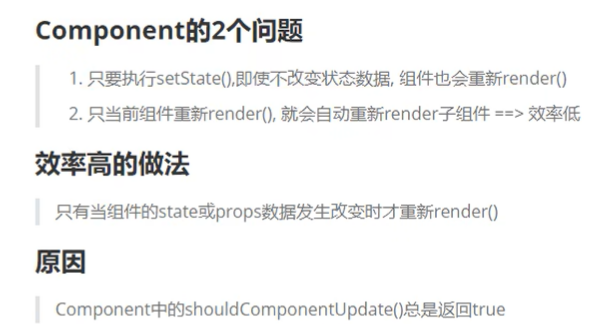 Component的2个问题
1. 只要执行setState(),即使不改变状态数据, 组件也会重新render()
2. 只当前组件重新render(), 就会自动重新render子组件 ==> 效率低
效率高的做法
只有当组件的state或props数据发生改变时才重新render()
原因
Component中的shouldComponentUpdate()总是返回true